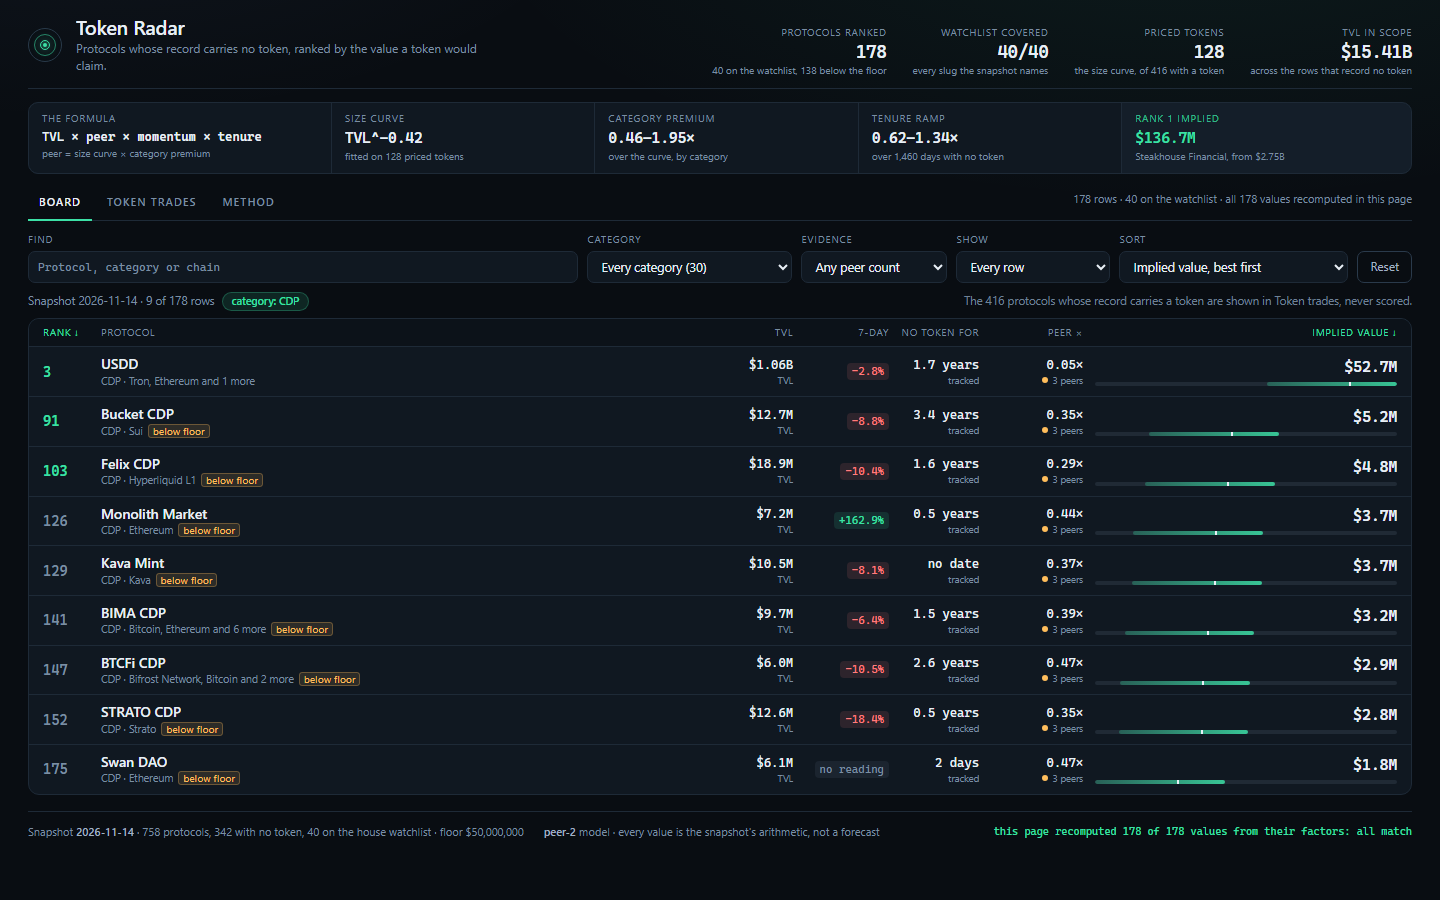 Token Radar
Protocols whose record carries no token, ranked by the value a token would
claim.
PROTOCOLS RANKED
178
40 on the watchlist, 138 below the floor
WATCHLIST COVERED
40/40
every slug the snapshot names
PRICED TOKENS
128
the size curve, of 416 with a token
TVL IN SCOPE
$15.41B
across the rows that record no token
THE FORMULA
TVL × peer × momentum × tenure
peer = size curve × category premium
SIZE CURVE
TVL^−0.42
fitted on 128 priced tokens
CATEGORY PREMIUM
0.46–1.95×
over the curve, by category
TENURE RAMP
0.62–1.34×
over 1,460 days with no token
RANK 1 IMPLIED
$136.7M
Steakhouse Financial, from $2.75B
BOARD
TOKEN TRADES
METHOD
178 rows · 40 on the watchlist · all 178 values recomputed in this page
FIND
CATEGORY
EVIDENCE
SHOW
SORT
Protocol, category or chain
Every category (30)
Any peer count
Every row
Implied value, best first
Reset
Snapshot 2026-11-14 · 9 of 178 rows
category: CDP
The 416 protocols whose record carries a token are shown in Token trades, never scored.
RANK ↓ PROTOCOL TVL 7-DAY NO TOKEN FOR PEER × IMPLIED VALUE ↓
3 USDD $1.06B −2.8% 1.7 years 0.05× $52.7M
CDP · Tron, Ethereum and 1 more TVL tracked 3 peers
91 Bucket CDP $12.7M −8.8% 3.4 years 0.35× $5.2M
CDP · Sui below floor TVL tracked 3 peers
103 Felix CDP $18.9M −10.4% 1.6 years 0.29× $4.8M
CDP · Hyperliquid L1 below floor TVL tracked 3 peers
126 Monolith Market $7.2M +162.9% 0.5 years 0.44× $3.7M
CDP · Ethereum below floor TVL tracked 3 peers
129 Kava Mint $10.5M −8.1% no date 0.37× $3.7M
CDP · Kava below floor TVL tracked 3 peers
141 BIMA CDP $9.7M −6.4% 1.5 years 0.39× $3.2M
CDP · Bitcoin, Ethereum and 6 more below floor TVL tracked 3 peers
147 BTCFi CDP $6.0M −10.5% 2.6 years 0.47× $2.9M
CDP · Bifrost Network, Bitcoin and 2 more below floor TVL tracked 3 peers
152 STRATO CDP $12.6M −18.4% 0.5 years 0.35× $2.8M
CDP · Strato below floor TVL tracked 3 peers
175 Swan DAO $6.1M no reading 2 days 0.47× $1.8M
CDP · Ethereum below floor TVL tracked 3 peers
Snapshot 2026-11-14 · 758 protocols, 342 with no token, 40 on the house watchlist · floor $50,000,000
peer-2 model · every value is the snapshot's arithmetic, not a forecast
this page recomputed 178 of 178 values from their factors: all match